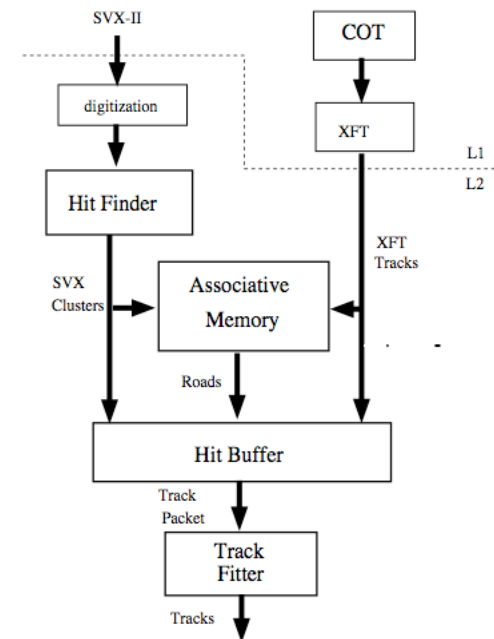 SVX-II
COT
digitization
XFT
L1
L2
Hit Finder
XFT
Tracks
SVX
Clusters
Associative
Memory
Roads
Hit Buffer
Track
Packet
Track
Fitter
Tracks